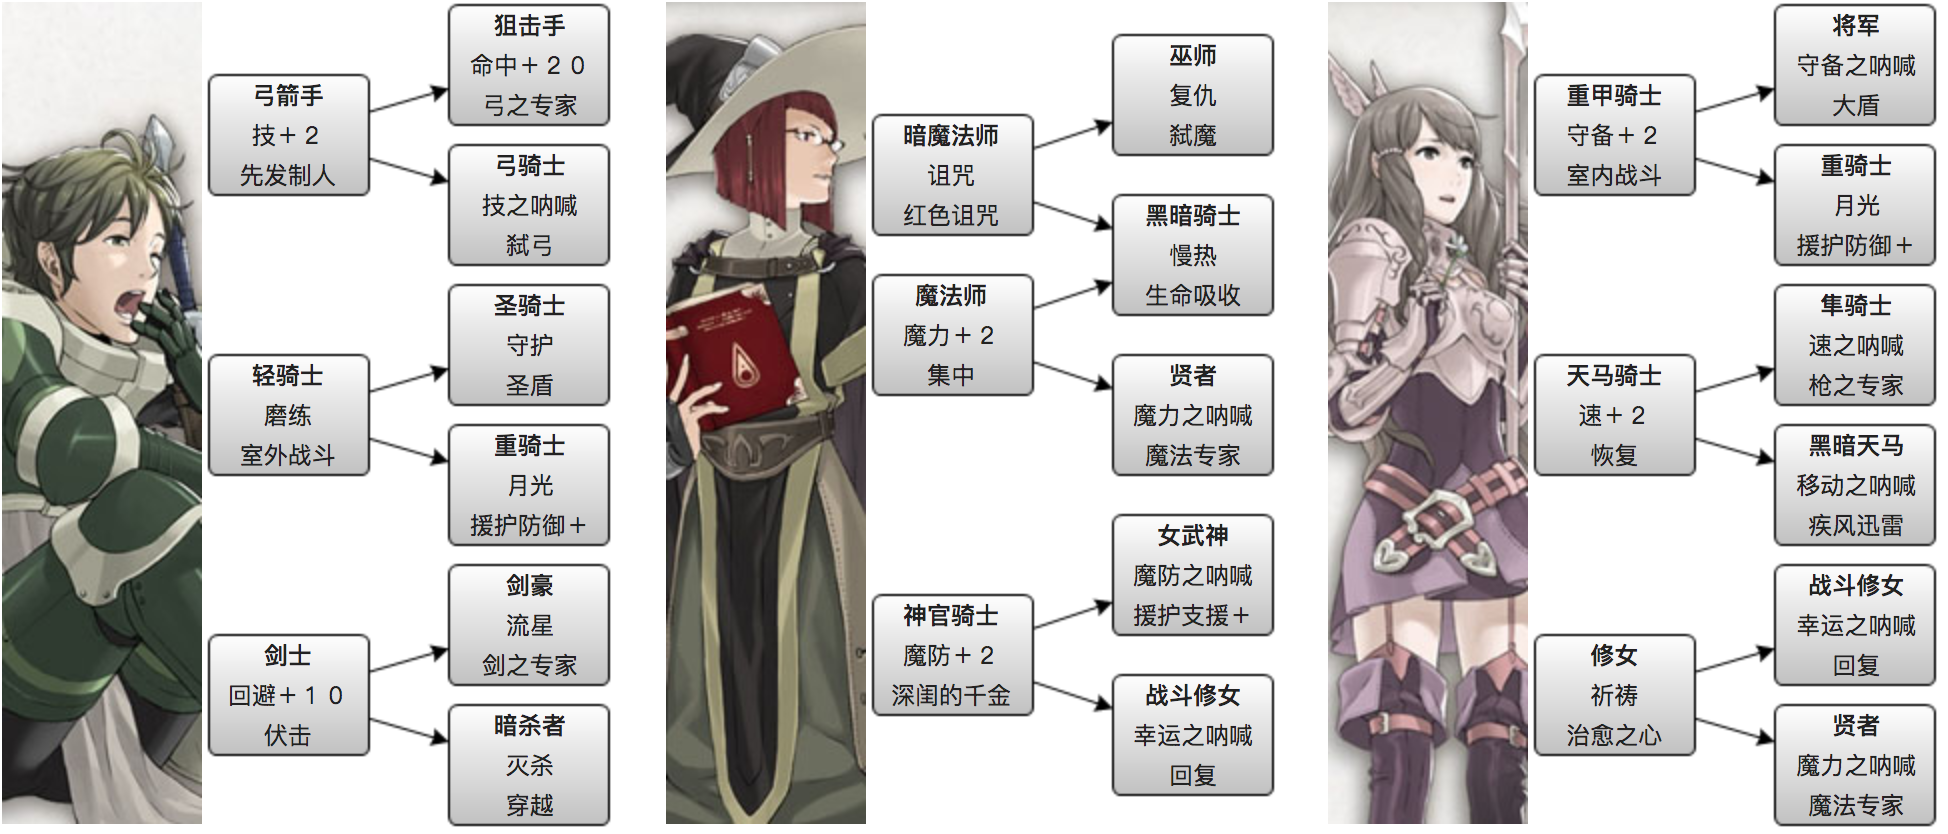 弓箭手
技＋２
先发制人
狙击手
命中＋２０
弓之专家
弓骑士
技之呐喊
弑弓
轻骑士
磨练
室外战斗
圣骑士
守护
圣盾
重骑士
月光
援护防御＋
剑士
回避＋１０
伏击
剑豪
流星
剑之专家
暗杀者
灭杀
穿越
暗魔法师
诅咒
红色诅咒
巫师
复仇
弑魔
黑暗骑士
慢热
生命吸收
魔法师
魔力＋２
集中
贤者
魔力之呐喊
魔法专家
神官骑士
魔防＋２
深闺的千金
女武神
魔防之呐喊
援护支援＋
战斗修女
幸运之呐喊
回复
重甲骑士
守备＋２
室内战斗
将军
守备之呐喊
大盾
重骑士
月光
援护防御＋
天马骑士
速＋２
恢复
隼骑士
速之呐喊
枪之专家
黑暗天马
移动之呐喊
疾风迅雷
修女
祈祷
治愈之心
战斗修女
幸运之呐喊
回复
贤者
魔力之呐喊
魔法专家